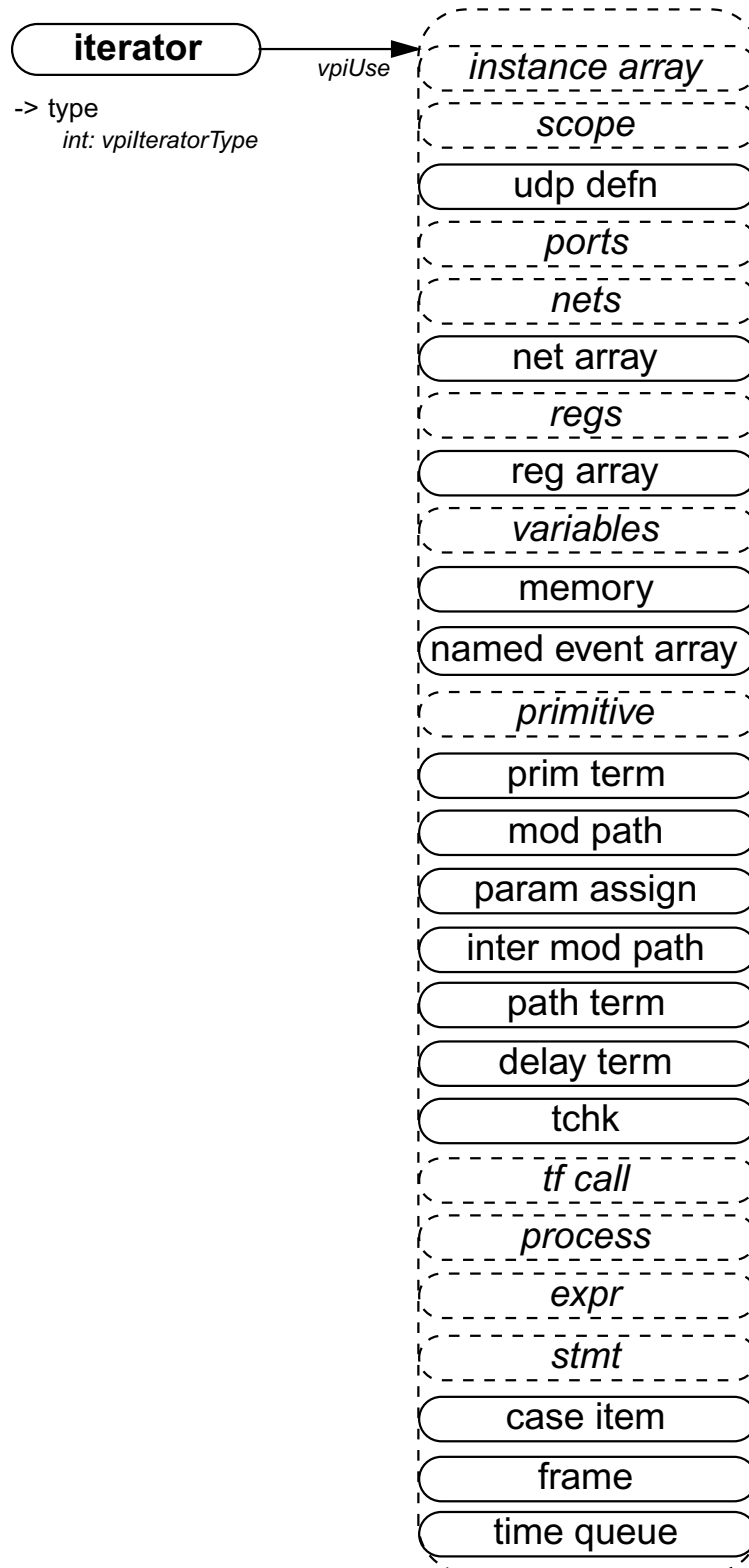 iterator
vpiUse
-> type
int: vpiIteratorType
instance array
scope
udp defn
ports
nets
net array
regs
reg array
variables
memory
named event array
primitive
prim term
mod path
param assign
inter mod path
path term
delay term
tchk
tf call
process
expr
stmt
case item
frame
time queue